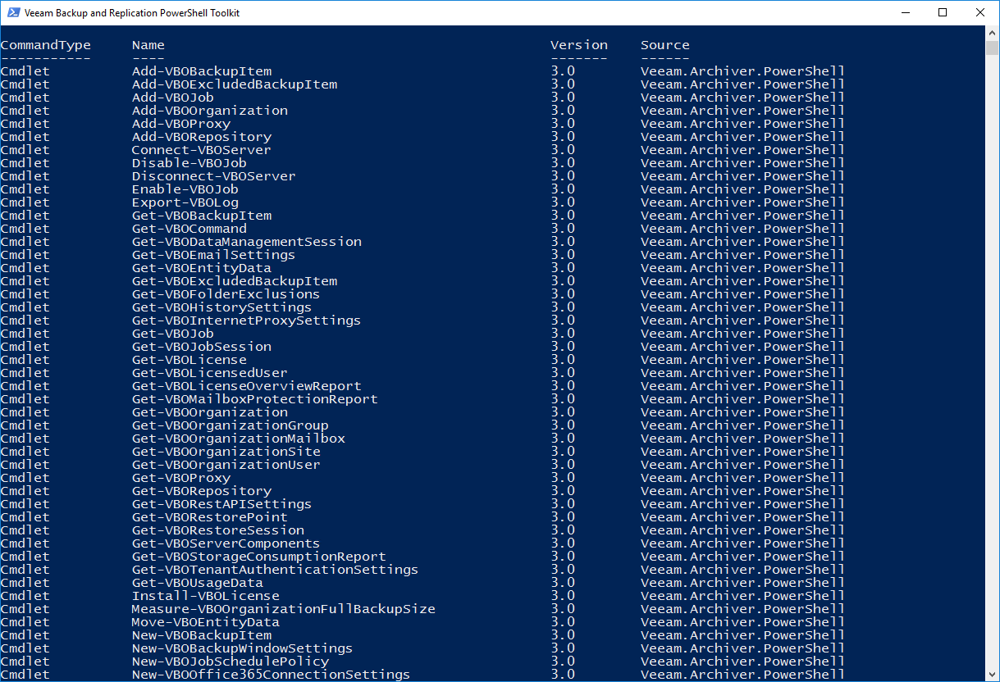 Veeam Backup and Replication PowerShell Toolkit
CommandType Name Version Source
----------- ---- ------- ------
Cmdlet Add-VBOBackupItem 3.0 Veeam.Archiver.PowerShell
Cmdlet Add-VBOExcludedBackupItem 3.0 Veeam.Archiver.PowerShell
Cmdlet Add-VBOJob 3.0 Veeam.Archiver.PowerShell
Cmdlet Add-VBOOrganization 3.0 Veeam.Archiver.PowerShell
Cmdlet Add-VBOProxy 3.0 Veeam.Archiver.PowerShell
Cmdlet Add-VBORepository 3.0 Veeam.Archiver.PowerShell
Cmdlet Connect-VBOServer 3.0 Veeam.Archiver.PowerShell
Cmdlet Disable-VBOJob 3.0 Veeam.Archiver.PowerShell
Cmdlet Disconnect-VBOServer 3.0 Veeam.Archiver.PowerShell
Cmdlet Enable-VBOJob 3.0 Veeam.Archiver.PowerShell
Cmdlet Export-VBOLog 3.0 Veeam.Archiver.PowerShell
Cmdlet Get-VBOBackupItem 3.0 Veeam.Archiver.PowerShell
Cmdlet Get-VBOCommand 3.0 Veeam.Archiver.PowerShell
Cmdlet Get-VBODataManagementSession 3.0 Veeam.Archiver.PowerShell
Cmdlet Get-VBOEmailSettings 3.0 Veeam.Archiver.PowerShell
Cmdlet Get-VBOEntityData 3.0 Veeam.Archiver.PowerShell
Cmdlet Get-VBOExcludedBackupItem 3.0 Veeam.Archiver.PowerShell
Cmdlet Get-VBOFolderExclusions 3.0 Veeam.Archiver.PowerShell
Cmdlet Get-VBOHistorySettings 3.0 Veeam.Archiver.PowerShell
Cmdlet Get-VBOInternetProxySettings 3.0 Veeam.Archiver.PowerShell
Cmdlet Get-VBOJob 3.0 Veeam.Archiver.PowerShell
Cmdlet Get-VBOJobSession 3.0 Veeam.Archiver.PowerShell
Cmdlet Get-VBOLicense 3.0 Veeam.Archiver.PowerShell
Cmdlet Get-VBOLicensedUser 3.0 Veeam.Archiver.PowerShell
Cmdlet Get-VBOLicenseOverviewReport 3.0 Veeam.Archiver.PowerShell
Cmdlet Get-VBOMailboxProtectionReport 3.0 Veeam.Archiver.PowerShell
Cmdlet Get-VBOOrganization 3.0 Veeam.Archiver.PowerShell
Cmdlet Get-VBOOrganizationGroup 3.0 Veeam.Archiver.PowerShell
Cmdlet Get-VBOOrganizationMailbox 3.0 Veeam.Archiver.PowerShell
Cmdlet Get-VBOOrganizationSite 3.0 Veeam.Archiver.PowerShell
Cmdlet Get-VBOOrganizationUser 3.0 Veeam.Archiver.PowerShell
Cmdlet Get-VBOProxy 3.0 Veeam.Archiver.PowerShell
Cmdlet Get-VBORepository 3.0 Veeam.Archiver.PowerShell
Cmdlet Get-VBORestAPISettings 3.0 Veeam.Archiver.PowerShell
Cmdlet Get-VBORestorePoint 3.0 Veeam.Archiver.PowerShell
Cmdlet Get-VBORestoreSession 3.0 Veeam.Archiver.PowerShell
Cmdlet Get-VBOServerComponents 3.0 Veeam.Archiver.PowerShell
Cmdlet Get-VBOStorageConsumptionReport 3.0 Veeam.Archiver.PowerShell
Cmdlet Get-VBOTenantAuthenticationSettings 3.0 Veeam.Archiver.PowerShell
Cmdlet Get-VBOUsageData 3.0 Veeam.Archiver.PowerShell
Cmdlet Install-VBOLicense 3.0 Veeam.Archiver.PowerShell
Cmdlet Measure-VBOOrganizationFullBackupSize 3.0 Veeam.Archiver.PowerShell
Cmdlet Move-VBOEntityData 3.0 Veeam.Archiver.PowerShell
Cmdlet New-VBOBackupItem 3.0 Veeam.Archiver.PowerShell
Cmdlet New-VBOBackupWindowSettings 3.0 Veeam.Archiver.PowerShell
Cmdlet New-VBOJobSchedulePolicy 3.0 Veeam.Archiver.PowerShell
Cmdlet New-VBOOffice365ConnectionSettings 3.0 Veeam.Archiver.PowerShell